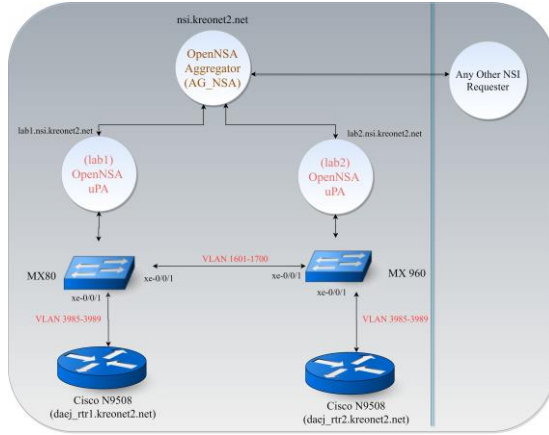 nsi.kreonet2.net
OpenNSA
Aggregator
(AG_NSA)
Any Other NSI
Requester
lab1.nsi.kreonet2.net
lab2.nsi.kreonet2.net
(lab1)
OpenNSA
uPA
(lab2)
OpenNSA
uPA
VLAN 1601-1700
MX80
xe-0/0/1
xe-0/0/1
MX 960
xe-0/0/1
xe-0/0/1
VLAN 3985-3989
VLAN 3985-3989
Cisco N9508
(daej_rtr1.kreonet2.net)
Cisco N9508
(daej_rtr2.kreonet2.net)